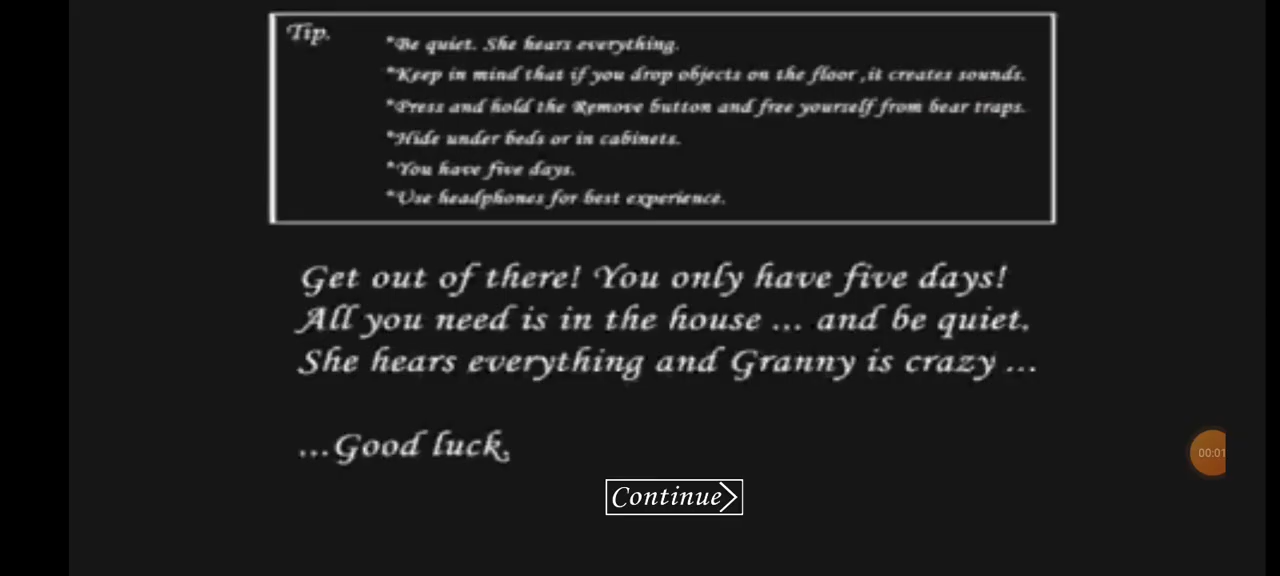 Tip.
*Be quiet. She hears everything.
*Keep in mind that if you drop objects on the floor ,it creates sounds.
*Press and hold the Remove button and free yourself from bear traps.
*Hide under beds or in cabinets.
*You have five days.
*Use headphones for best experience.
Get out of there! You only have five days!
All you need is in the house ... and be quiet.
She hears everything and Granny is crazy ...
...Good luck.
Continue>
00:01